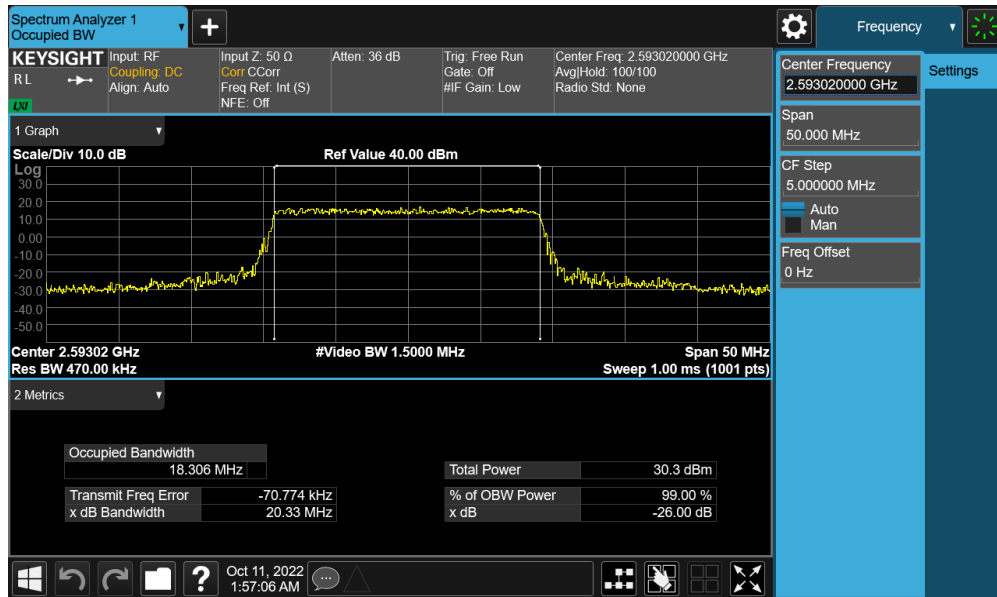 Spectrum Analyzer 1
Occupied BW
+
Frequency
KEYSIGHT
R L
LXI
Input: RF
Coupling: DC
Align: Auto
Input Z: 50 Ω
Corr CCorr
Freq Ref: Int (S)
NFE: Off
Atten: 36 dB
Trig: Free Run
Gate: Off
#IF Gain: Low
Center Freq: 2.593020000 GHz
Avg|Hold: 100/100
Radio Std: None
Center Frequency
2.593020000 GHz
Settings
Span
50.000 MHz
CF Step
5.000000 MHz
Auto
Man
Freq Offset
0 Hz
1 Graph
Scale/Div 10.0 dB
Ref Value 40.00 dBm
Log
30.0
20.0
10.0
0.00
-10.0
-20.0
-30.0
-40.0
-50.0
Center 2.59302 GHz
#Video BW 1.5000 MHz
Span 50 MHz
Res BW 470.00 kHz
Sweep 1.00 ms (1001 pts)
2 Metrics
Occupied Bandwidth
18.306 MHz
Total Power 30.3 dBm
Transmit Freq Error -70.774 kHz
% of OBW Power 99.00 %
x dB Bandwidth 20.33 MHz
x dB -26.00 dB
?
Oct 11, 2022
1:57:06 AM